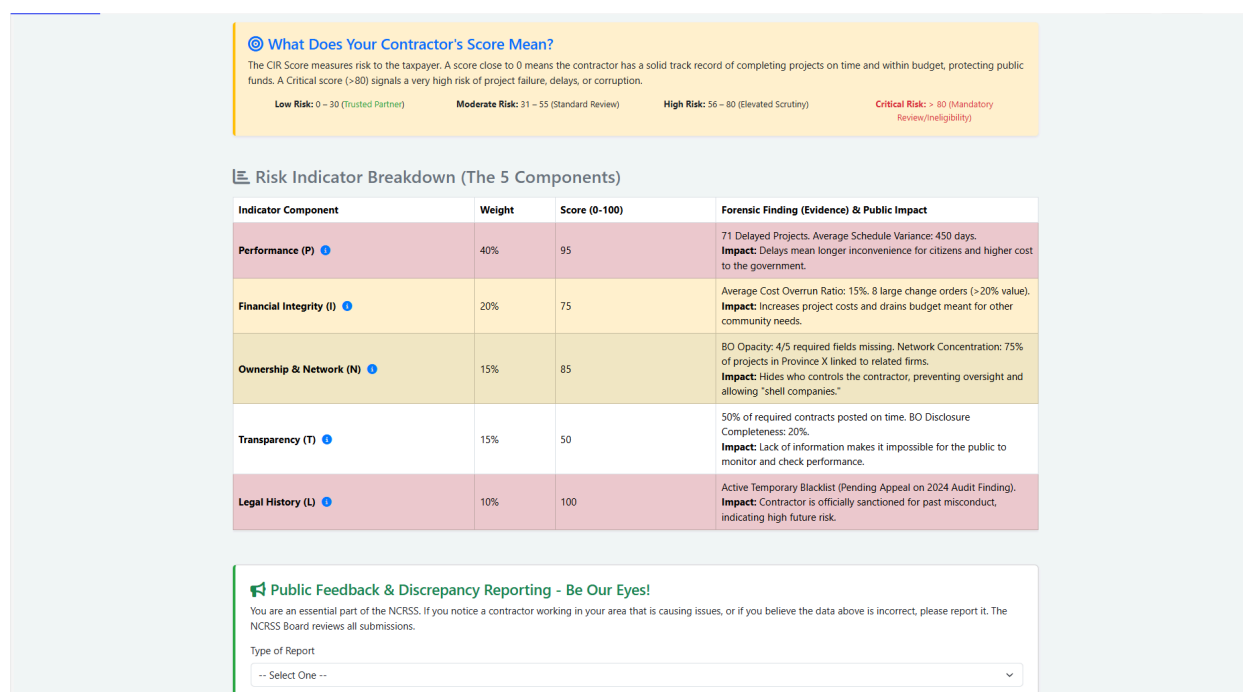 What Does Your Contractor's Score Mean?
The CIR Score measures risk to the taxpayer. A score close to 0 means the contractor has a solid track record of completing projects on time and within budget, protecting public
funds. A Critical score (>80) signals a very high risk of project failure, delays, or corruption.
Low Risk: 0 – 30 (Trusted Partner)
Moderate Risk: 31 – 55 (Standard Review)
High Risk: 56 – 80 (Elevated Scrutiny)
Critical Risk: > 80 (Mandatory
Review/Ineligibility)
Risk Indicator Breakdown (The 5 Components)
Indicator Component Weight Score (0-100) Forensic Finding (Evidence) & Public Impact
Performance (P) 40% 95
71 Delayed Projects. Average Schedule Variance: 450 days.
Impact: Delays mean longer inconvenience for citizens and higher cost
to the government.
Financial Integrity (I) 20% 75
Average Cost Overrun Ratio: 15%. 8 large change orders (>20% value).
Impact: Increases project costs and drains budget meant for other
community needs.
Ownership & Network (N) 15% 85
BO Opacity: 4/5 required fields missing. Network Concentration: 75%
of projects in Province X linked to related firms.
Impact: Hides who controls the contractor, preventing oversight and
allowing "shell companies."
Transparency (T) 15% 50
50% of required contracts posted on time. BO Disclosure
Completeness: 20%.
Impact: Lack of information makes it impossible for the public to
monitor and check performance.
Legal History (L) 10% 100
Active Temporary Blacklist (Pending Appeal on 2024 Audit Finding).
Impact: Contractor is officially sanctioned for past misconduct,
indicating high future risk.
Public Feedback & Discrepancy Reporting - Be Our Eyes!
You are an essential part of the NCRSS. If you notice a contractor working in your area that is causing issues, or if you believe the data above is incorrect, please report it. The
NCRSS Board reviews all submissions.
Type of Report
-- Select One --